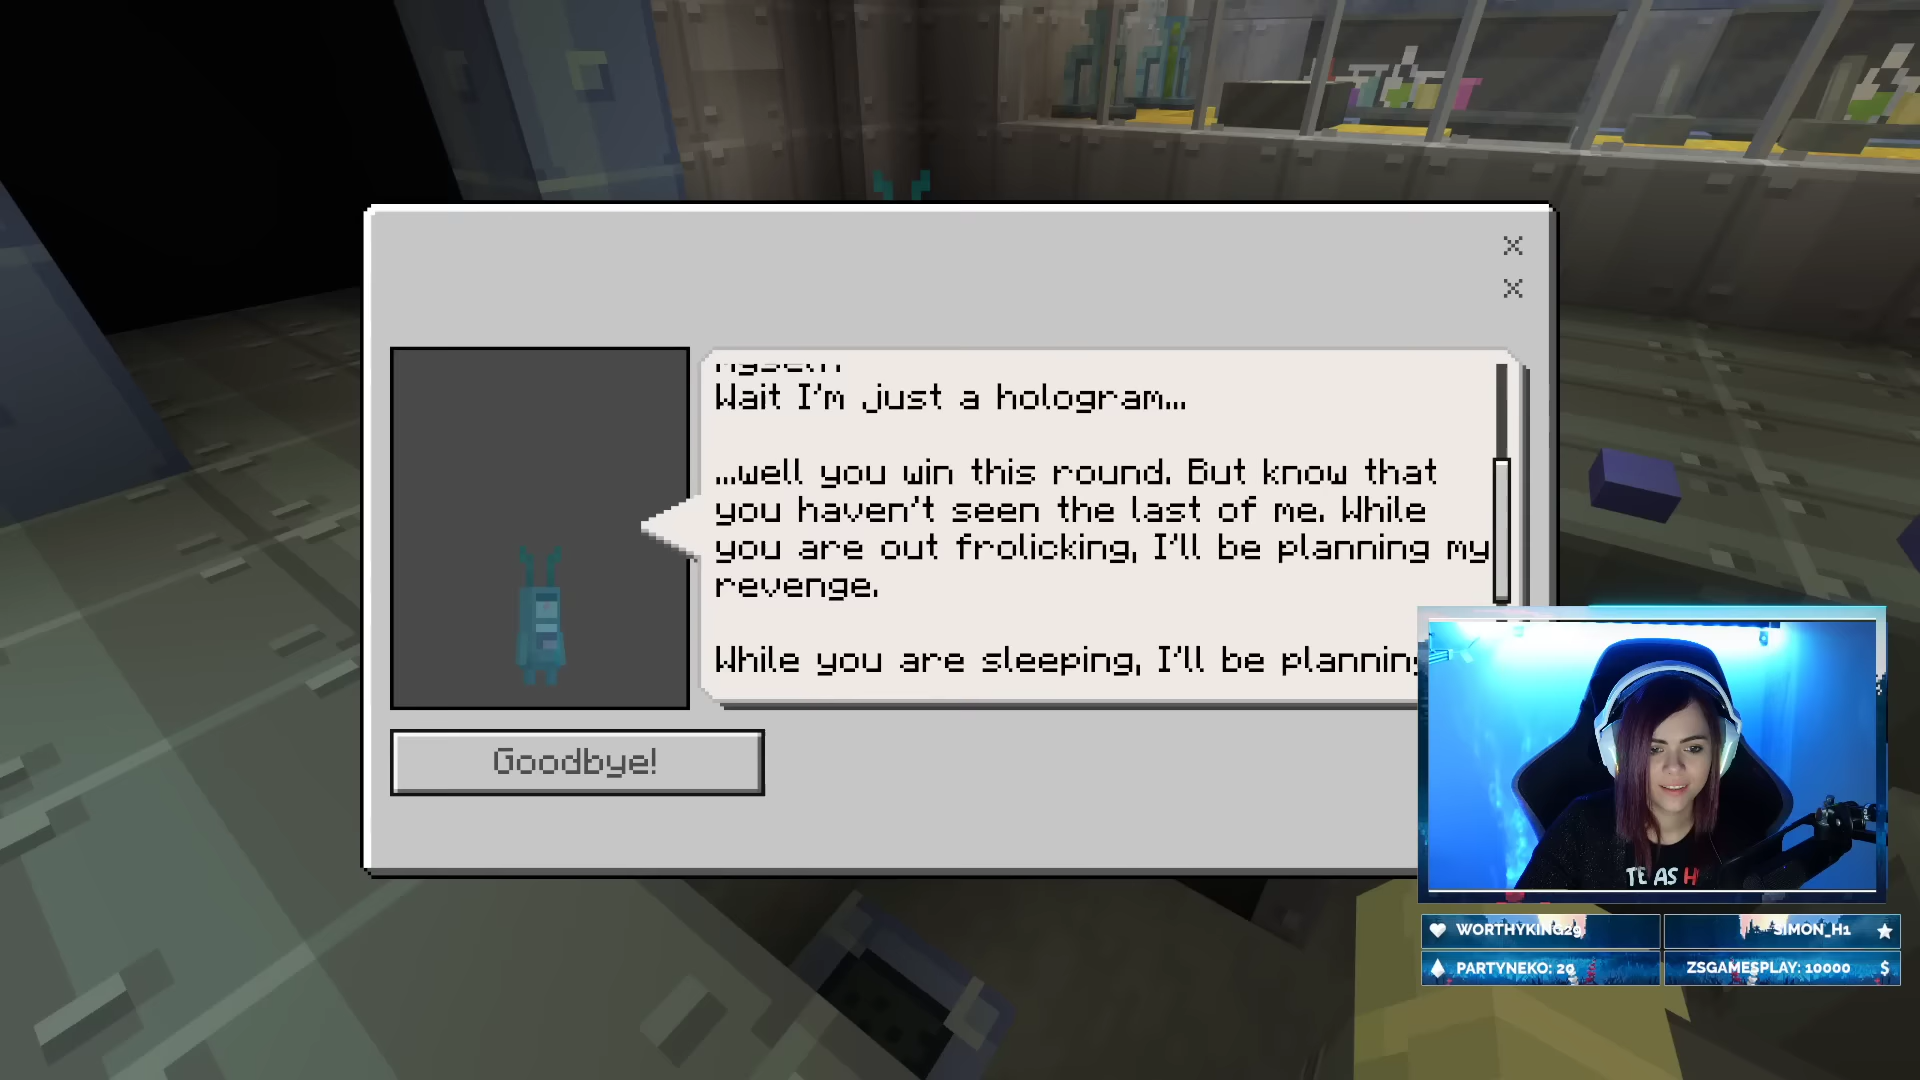 Wait I'm just a hologram...
...well you win this round. But know that
you haven't seen the last of me. While
you are out frolicking, I'll be planning my
revenge.
While you are sleeping, I'll be planning
Goodbye!
TE AS H
WORTHYKING29
SIMON_H1
PARTYNEKO: 20
ZSGAMESPLAY: 10000